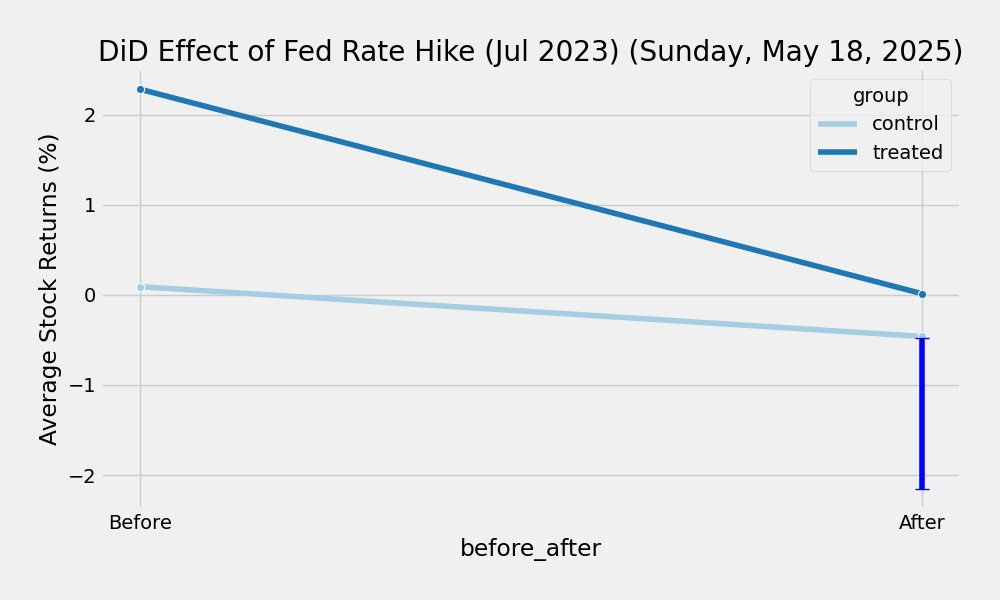 DiD Effect of Fed Rate Hike (Jul 2023) (Sunday, May 18, 2025)
group
control
treated
Average Stock Returns (%)
2
1
0
−1
−2
Before
After
before_after